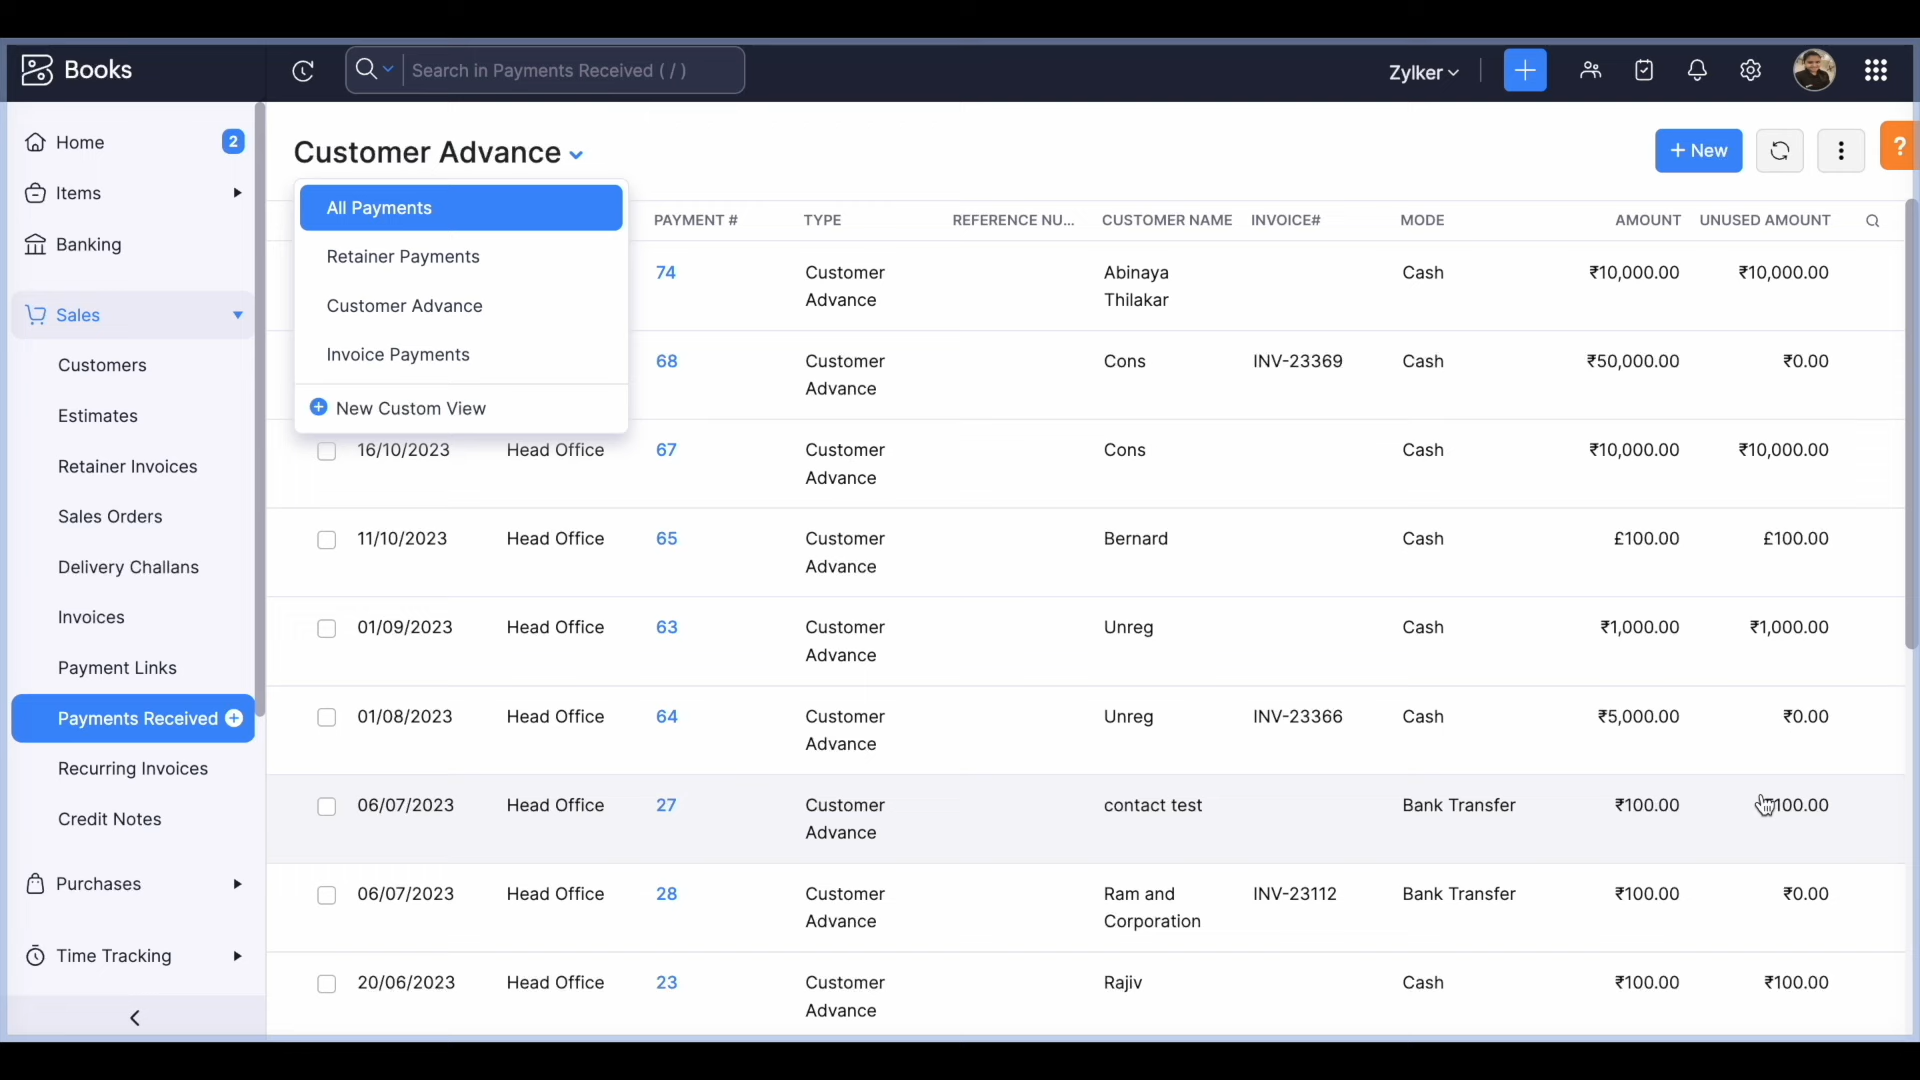 Books
Search in Payments Received ( / )
Zylker
Home 2
Items
Banking
Sales
Customers
Estimates
Retainer Invoices
Sales Orders
Delivery Challans
Invoices
Payment Links
Payments Received
Recurring Invoices
Credit Notes
Purchases
Time Tracking
Customer Advance
+ New
?
All Payments
Retainer Payments
Customer Advance
Invoice Payments
New Custom View
PAYMENT # TYPE REFERENCE NU... CUSTOMER NAME INVOICE# MODE AMOUNT UNUSED AMOUNT
74 Customer Abinaya Cash ₹10,000.00 ₹10,000.00
Advance Thilakar
68 Customer Cons INV-23369 Cash ₹50,000.00 ₹0.00
Advance
16/10/2023 Head Office 67 Customer Cons Cash ₹10,000.00 ₹10,000.00
Advance
11/10/2023 Head Office 65 Customer Bernard Cash £100.00 £100.00
Advance
01/09/2023 Head Office 63 Customer Unreg Cash ₹1,000.00 ₹1,000.00
Advance
01/08/2023 Head Office 64 Customer Unreg INV-23366 Cash ₹5,000.00 ₹0.00
Advance
06/07/2023 Head Office 27 Customer contact test Bank Transfer ₹100.00 ₹100.00
Advance
06/07/2023 Head Office 28 Customer Ram and INV-23112 Bank Transfer ₹100.00 ₹0.00
Advance Corporation
20/06/2023 Head Office 23 Customer Rajiv Cash ₹100.00 ₹100.00
Advance